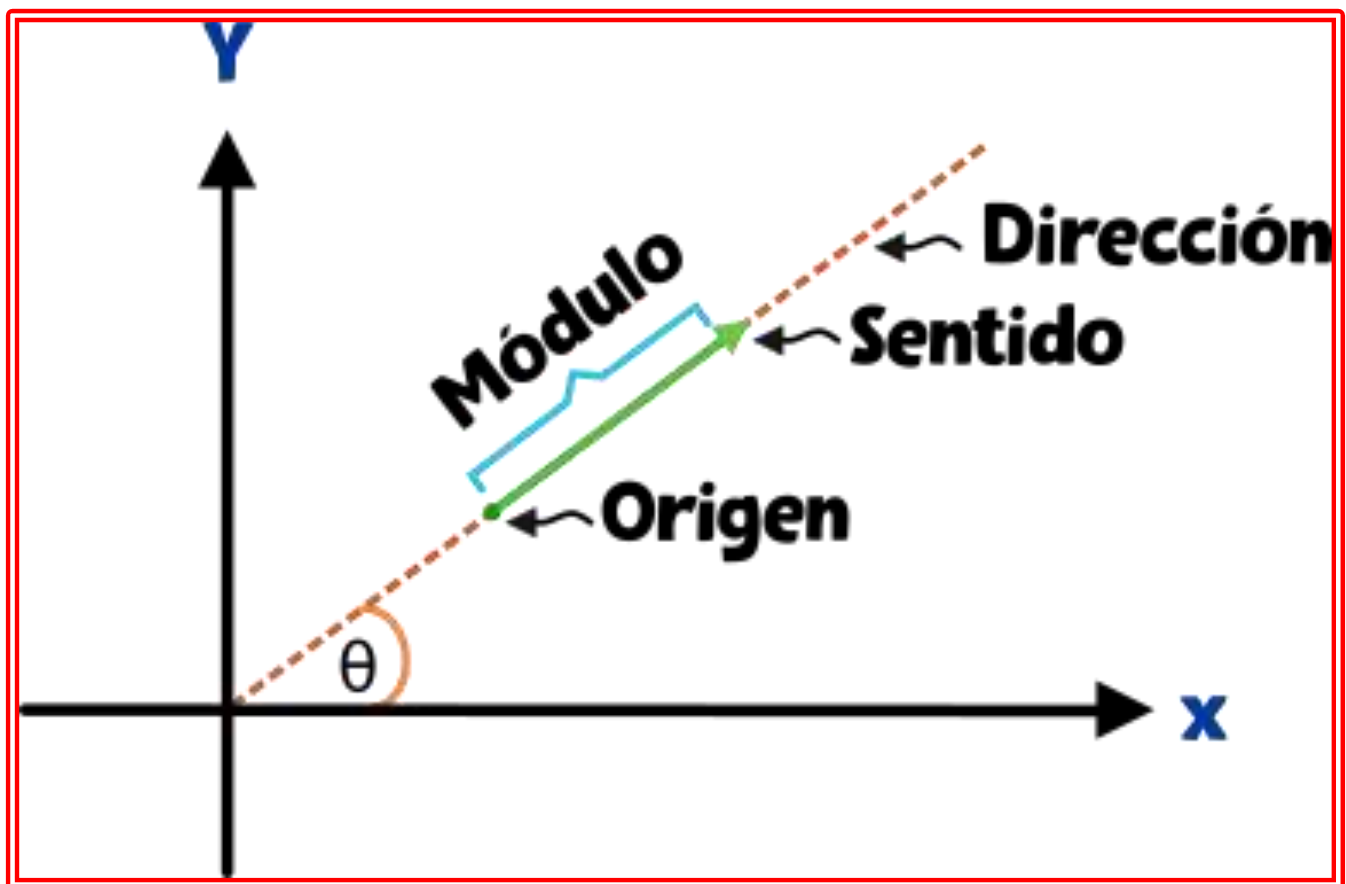 Y
Dirección
Módulo
Sentido
Origen
θ
x